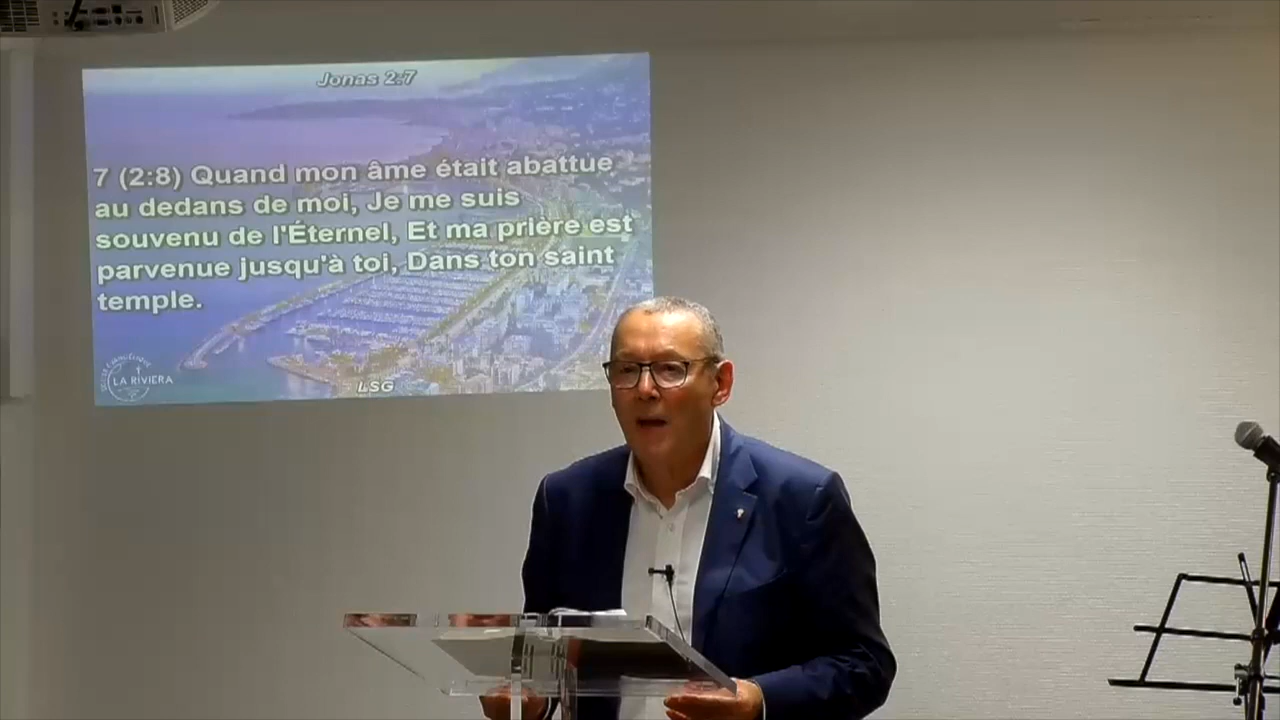 Jonas 2:7
7 (2:8) Quand mon âme était abattue
au dedans de moi, Je me suis
souvenu de l'Éternel, Et ma prière est
parvenue jusqu'à toi, Dans ton saint
temple.
LA RIVIERA
LSG